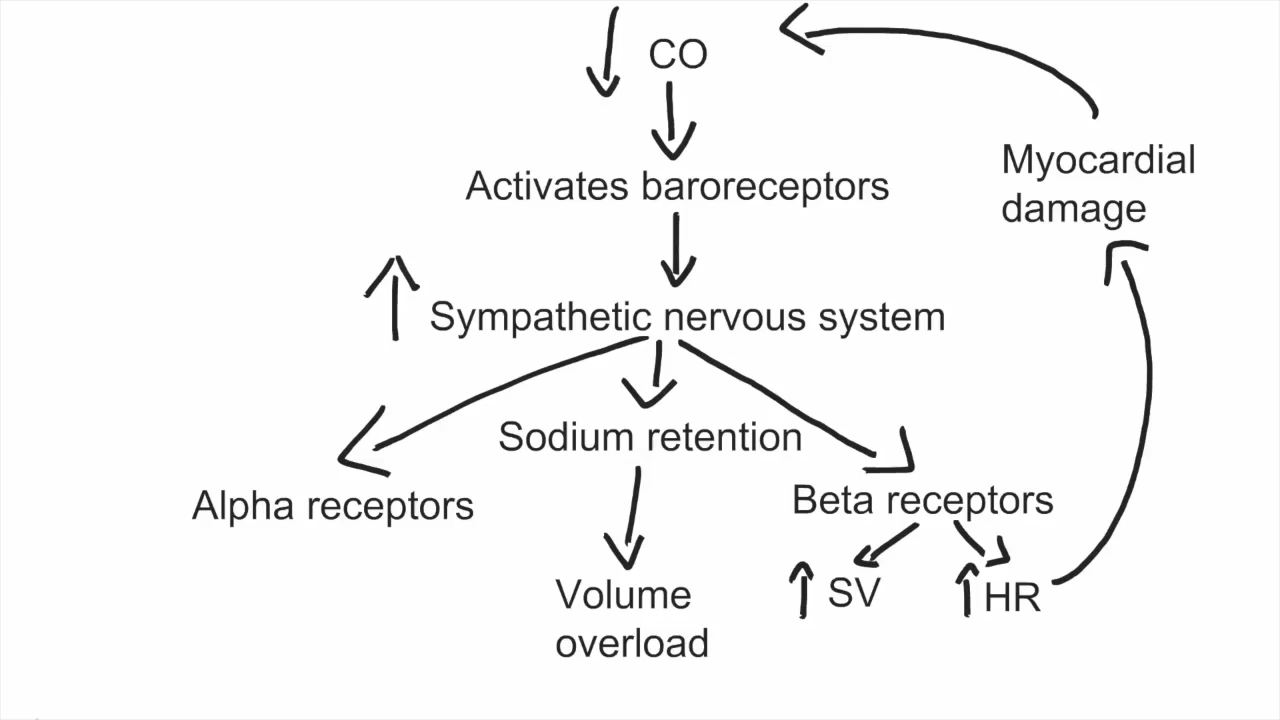 CO
Activates baroreceptors
Myocardial
damage
Sympathetic nervous system
Sodium retention
Alpha receptors
Beta receptors
Volume
overload
SV
HR